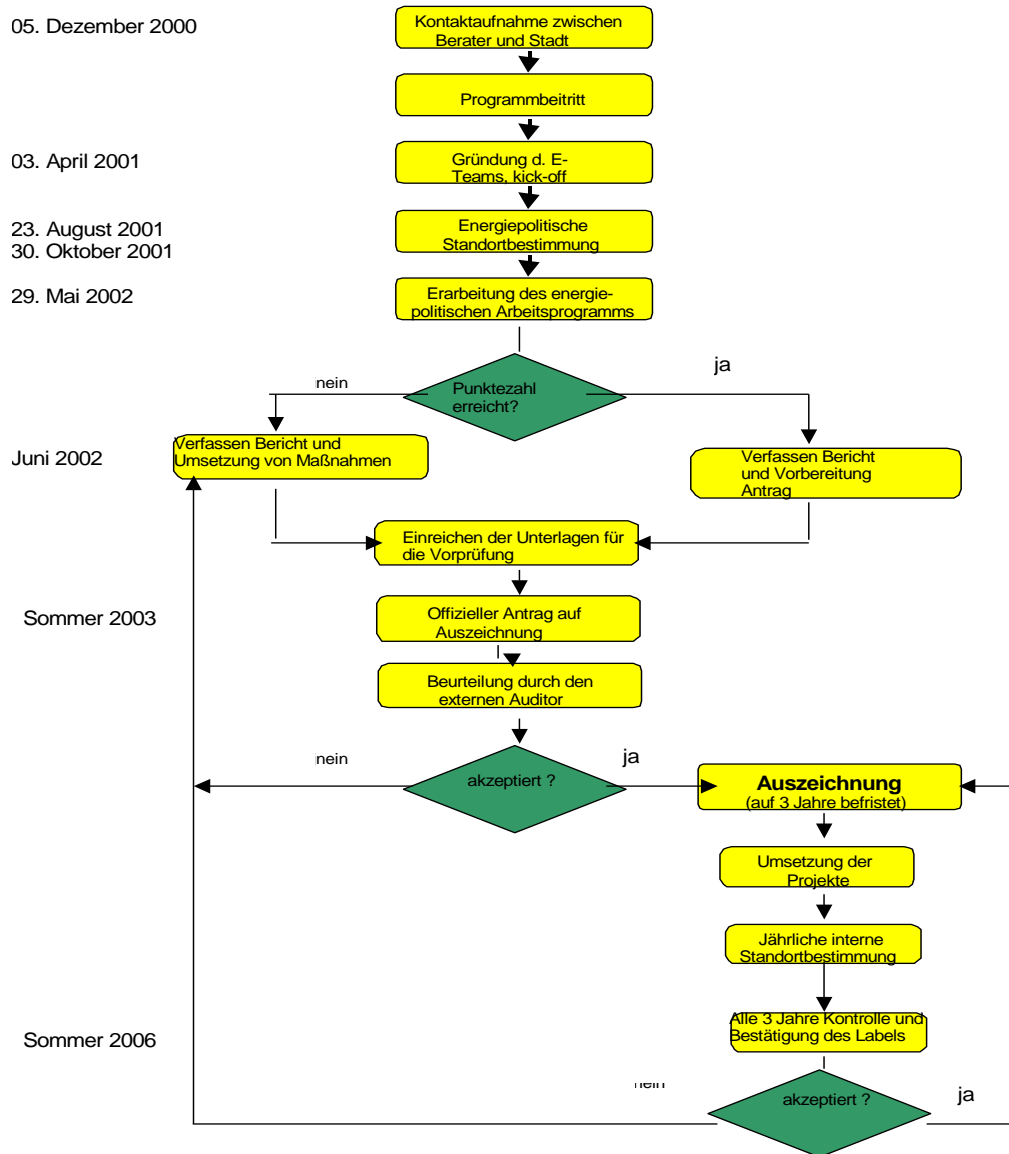 05. Dezember 2000
Kontaktaufnahme zwischen
Berater und Stadt
Programmbeitritt
03. April 2001
Gründung d. E-
Teams, kick-off
23. August 2001
30. Oktober 2001
Energiepolitische
Standortbestimmung
29. Mai 2002
Erarbeitung des energie-
politischen Arbeitsprogramms
nein
Punktezahl
erreicht?
ja
Juni 2002
Verfassen Bericht und
Umsetzung von Maßnahmen
Verfassen Bericht
und Vorbereitung
Antrag
Einreichen der Unterlagen für
die Vorprüfung
Sommer 2003
Offizieller Antrag auf
Auszeichnung
Beurteilung durch den
externen Auditor
nein
akzeptiert ?
ja
Auszeichnung
(auf 3 Jahre befristet)
Umsetzung der
Projekte
Jährliche interne
Standortbestimmung
Sommer 2006
Alle 3 Jahre Kontrolle und
Bestätigung des Labels
nein
akzeptiert ?
ja